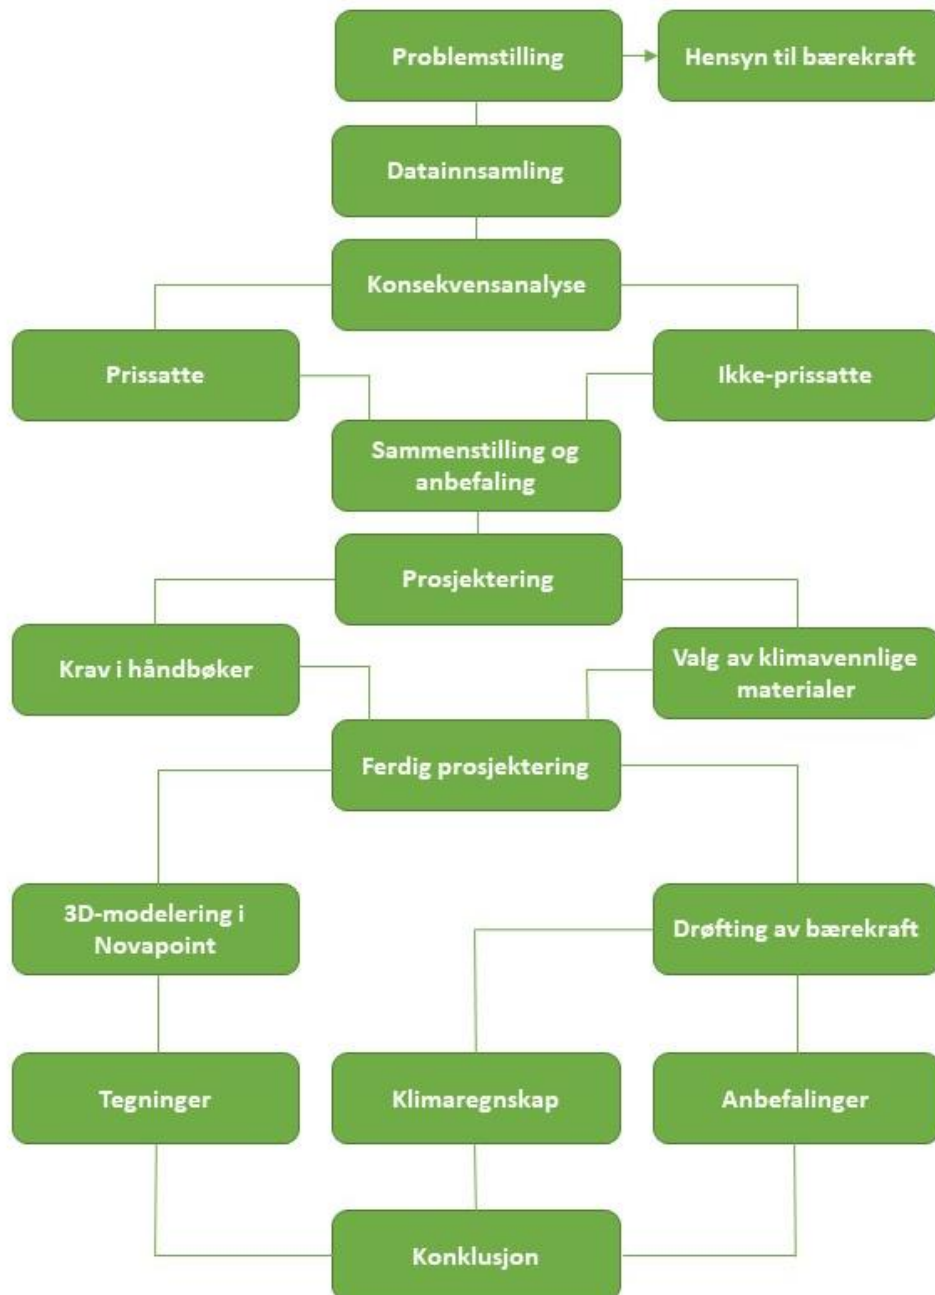 Problemstilling
Hensyn til bærekraft
Datainnsamling
Konsekvensanalyse
Prissatte
Ikke-prissatte
Sammenstilling og
anbefaling
Prosjektering
Krav i håndbøker
Valg av klimavennlige
materialer
Ferdig prosjektering
3D-modelering i
Novapoint
Drøfting av bærekraft
Tegninger
Klimaregnskap
Anbefalinger
Konklusjon